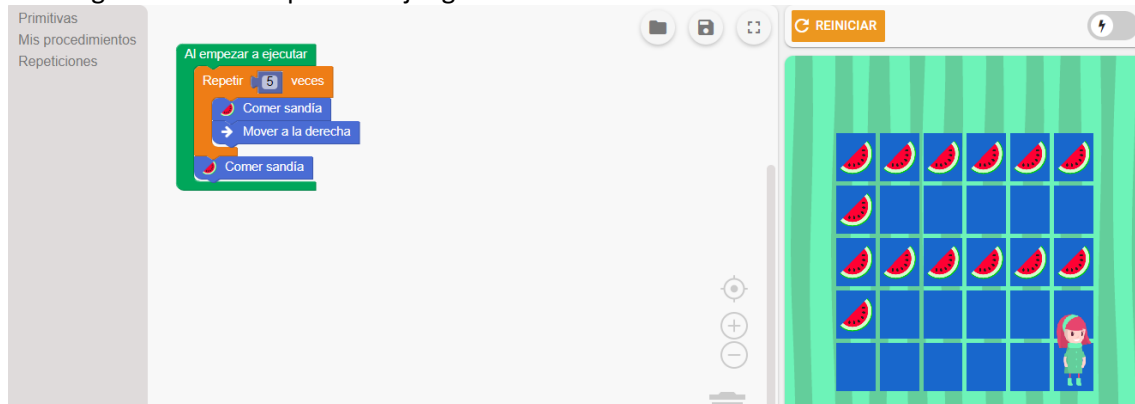 Primitivas
Mis procedimientos
Repeticiones
Al empezar a ejecutar
Repetir 5 veces
Comer sandía
Mover a la derecha
Comer sandía
REINICIAR